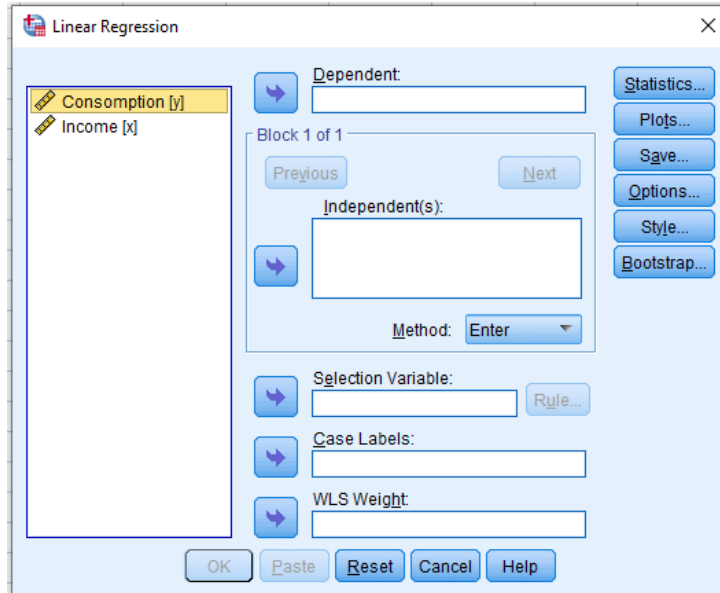 Linear Regression
Consomption [y]
Income [x]
Dependent:
Block 1 of 1
Previous
Next
Independent(s):
Method:
Enter
Selection Variable:
Rule...
Case Labels:
WLS Weight:
Statistics...
Plots...
Save...
Options...
Style...
Bootstrap...
OK
Paste
Reset
Cancel
Help